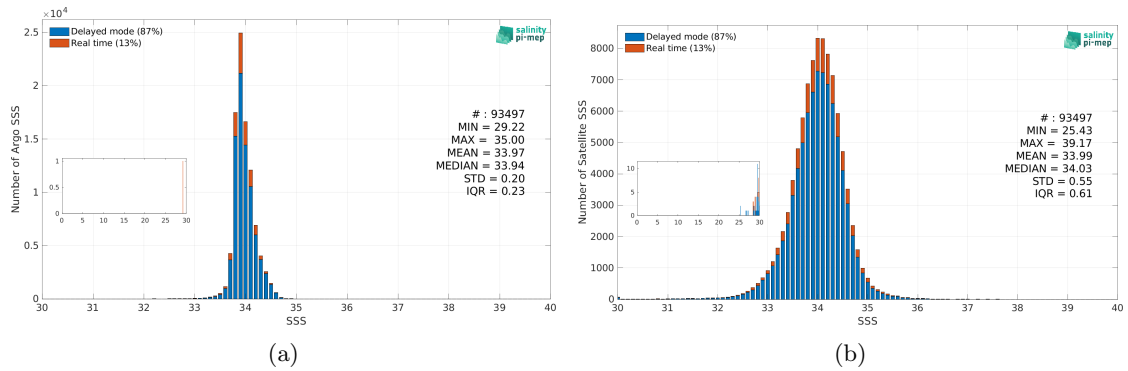 ×10⁴
Delayed mode (87%)
Real time (13%)
salinity
pi-mep
2.5
2
1.5
1
0.5
0
Number of Argo SSS
# : 93497
MIN = 29.22
MAX = 35.00
MEAN = 33.97
MEDIAN = 33.94
STD = 0.20
IQR = 0.23
1
0.5
0
0 5 10 15 20 25 30
30 31 32 33 34 35 36 37 38 39 40
SSS
(a)
Delayed mode (87%)
Real time (13%)
salinity
pi-mep
8000
7000
6000
5000
4000
3000
2000
1000
0
Number of Satellite SSS
# : 93497
MIN = 25.43
MAX = 39.17
MEAN = 33.99
MEDIAN = 34.03
STD = 0.55
IQR = 0.61
10
5
0
0 5 10 15 20 25 30
30 31 32 33 34 35 36 37 38 39 40
SSS
(b)